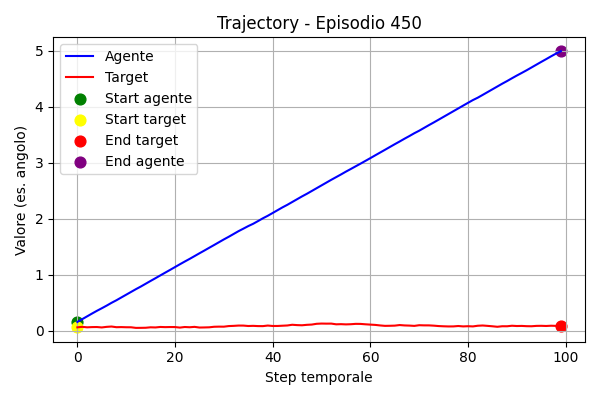 Trajectory - Episodio 450
Agente
Target
Start agente
Start target
End target
End agente
Valore (es. angolo)
5
4
3
2
1
0
0 20 40 60 80 100
Step temporale